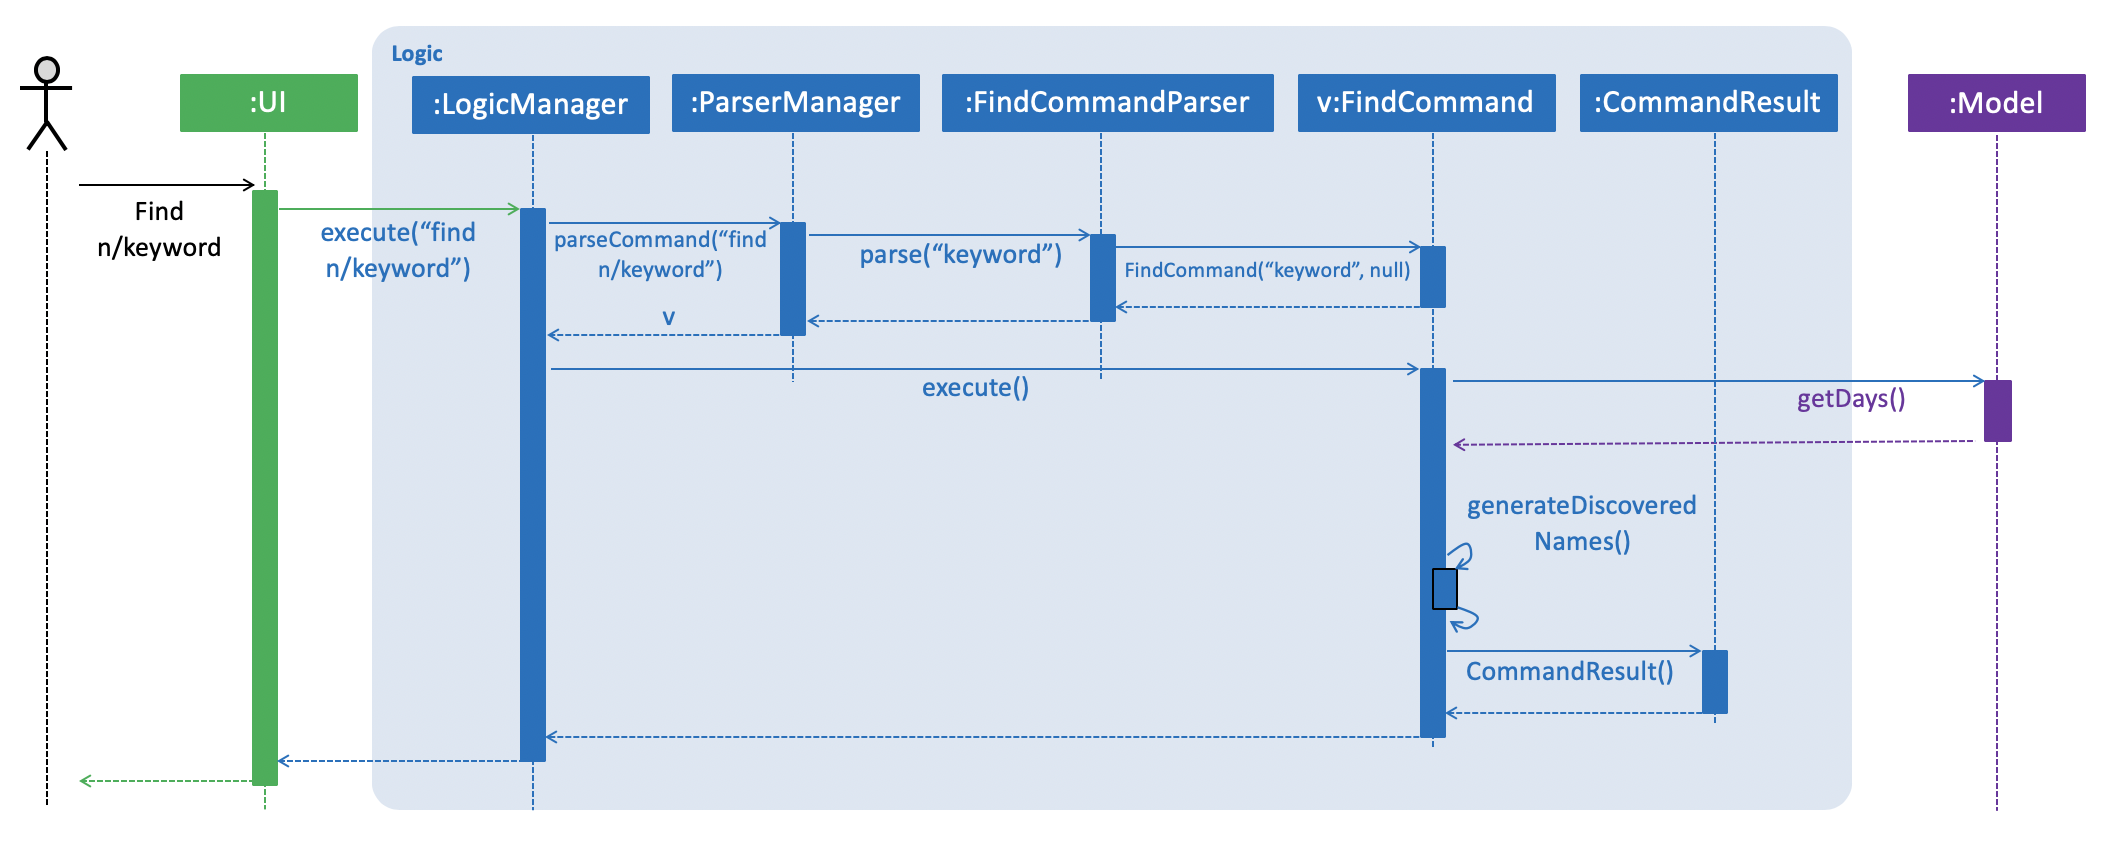 Logic
:UI
:LogicManager
:ParserManager
:FindCommandParser
v:FindCommand
:CommandResult
:Model
Find
n/keyword
execute(“find
n/keyword”)
parseCommand(“find
n/keyword”)
parse(“keyword”)
FindCommand(“keyword”, null)
v
execute()
getDays()
generateDiscovered
Names()
CommandResult()